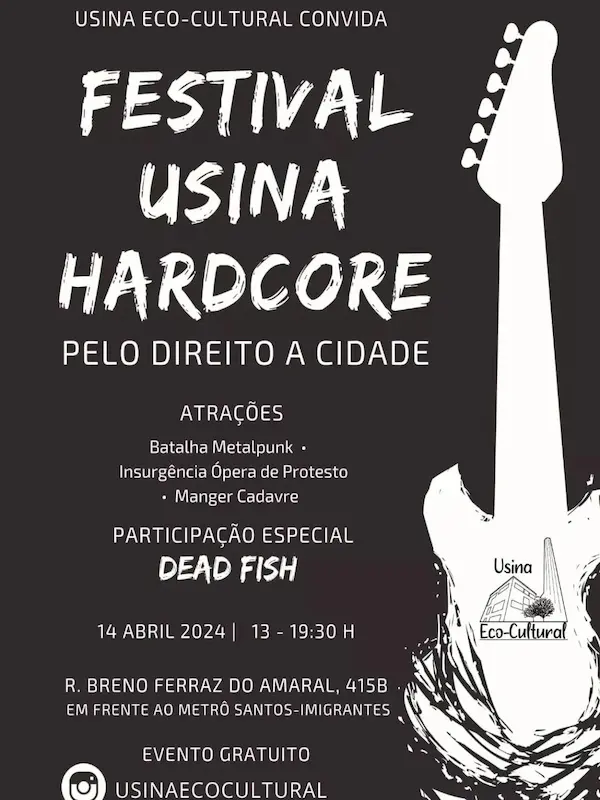 USINA ECO-CULTURAL CONVIDA
FESTIVAL
USINA
HARDCORE
PELO DIREITO A CIDADE
ATRAÇÕES
Batalha Metalpunk •
Insurgência Ópera de Protesto
• Manger Cadavre
PARTICIPAÇÃO ESPECIAL
DEAD FISH
Usina
Eco-Cultural
14 ABRIL 2024 | 13 - 19:30 H
R. BRENO FERRAZ DO AMARAL, 415B
EM FRENTE AO METRÔ SANTOS-IMIGRANTES
EVENTO GRATUITO
USINAECOCULTURAL